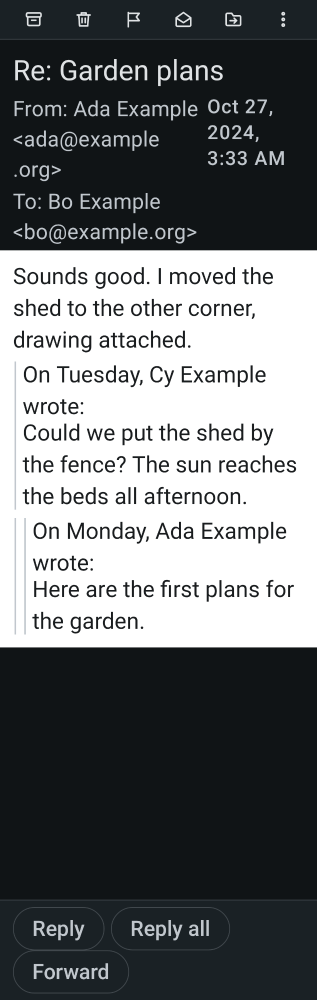 Re: Garden plans
From: Ada Example
<ada@example
.org>
Oct 27,
2024,
3:33 AM
To: Bo Example
<bo@example.org>
Sounds good. I moved the
shed to the other corner,
drawing attached.
On Tuesday, Cy Example
wrote:
Could we put the shed by
the fence? The sun reaches
the beds all afternoon.
On Monday, Ada Example
wrote:
Here are the first plans for
the garden.
Reply
Reply all
Forward